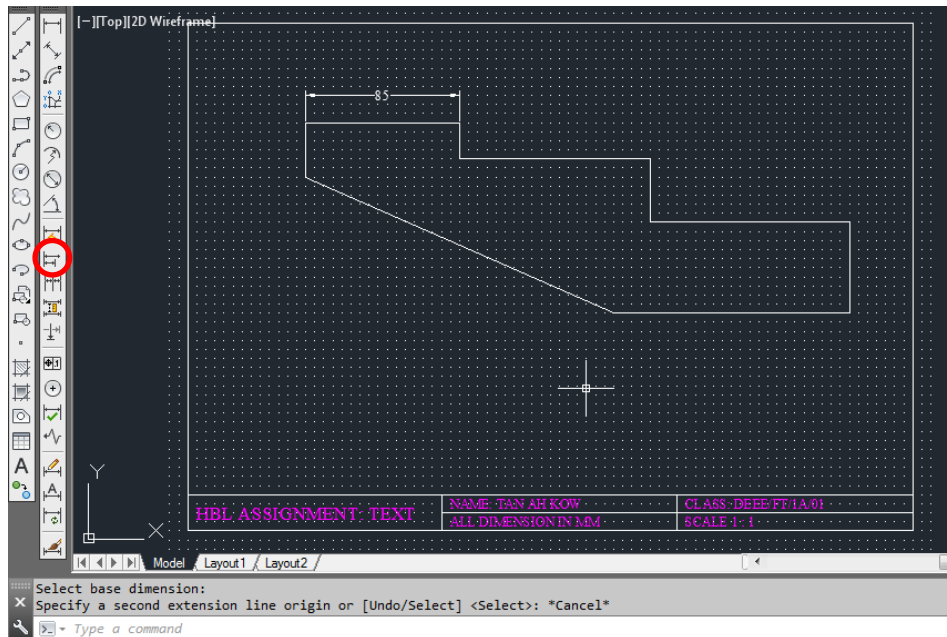 [−][Top][2D Wireframe]
85
HBL ASSIGNMENT: TEXT
NAME: TAN AH KOW
CLASS: DEEE/FT/1A/01
ALL DIMENSION IN MM
SCALE 1 : 1
Y
X
A
A
Model Layout1 Layout2
Select base dimension:
Specify a second extension line origin or [Undo/Select] <Select>: *Cancel*
Type a command